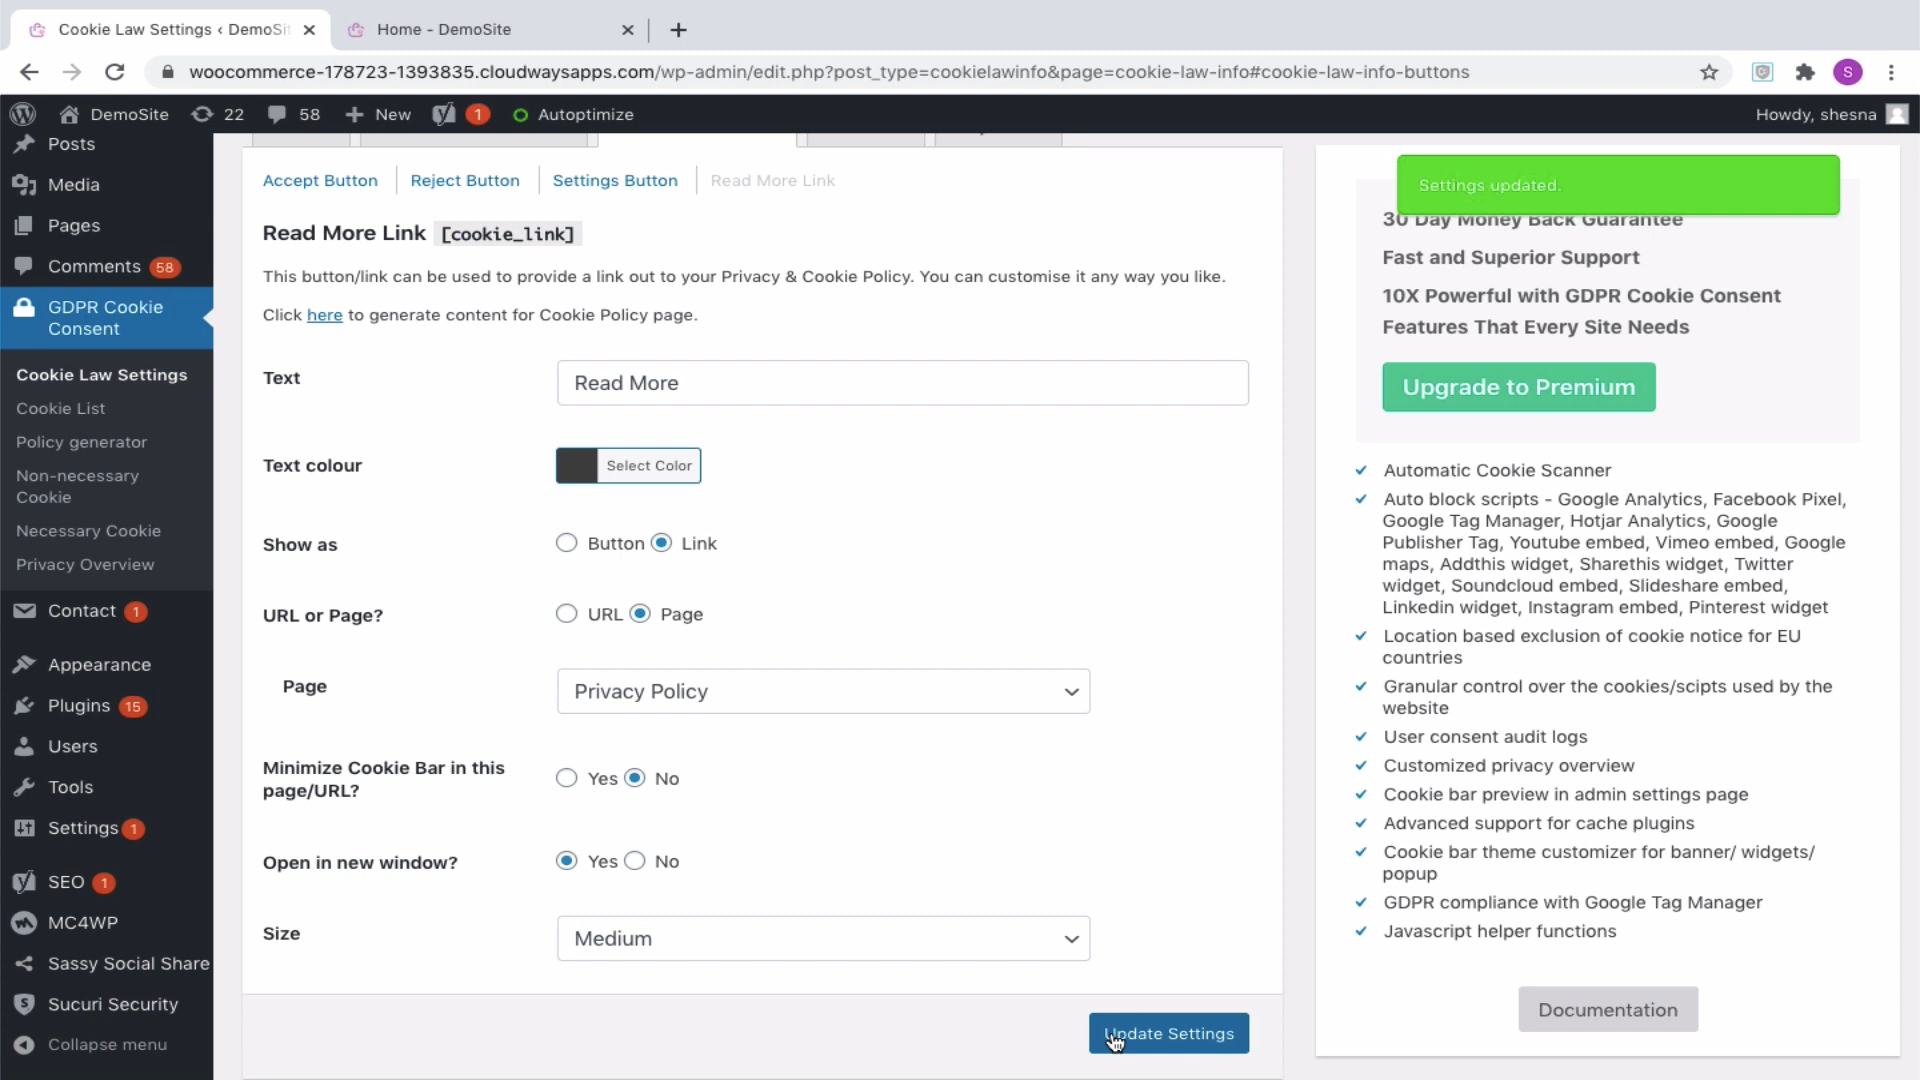 Cookie Law Settings ‹ DemoSit
Home - DemoSite
woocommerce-178723-1393835.cloudwaysapps.com/wp-admin/edit.php?post_type=cookielawinfo&page=cookie-law-info#cookie-law-info-buttons
S
DemoSite
22
58
New
1
Autoptimize
Howdy, shesna
Posts
Media
Pages
Comments 58
GDPR Cookie
Consent
Cookie Law Settings
Cookie List
Policy generator
Non-necessary
Cookie
Necessary Cookie
Privacy Overview
Contact 1
Appearance
Plugins 15
Users
Tools
Settings 1
SEO 1
MC4WP
Sassy Social Share
Sucuri Security
Collapse menu
Accept Button
Reject Button
Settings Button
Read More Link
Read More Link [cookie_link]
This button/link can be used to provide a link out to your Privacy & Cookie Policy. You can customise it any way you like.
Click here to generate content for Cookie Policy page.
Text
Read More
Text colour
Select Color
Show as
Button Link
URL or Page?
URL Page
Page
Privacy Policy
Minimize Cookie Bar in this
page/URL?
Yes No
Open in new window?
Yes No
Size
Medium
Update Settings
Settings updated.
30 Day Money Back Guarantee
Fast and Superior Support
10X Powerful with GDPR Cookie Consent
Features That Every Site Needs
Upgrade to Premium
Automatic Cookie Scanner
Auto block scripts - Google Analytics, Facebook Pixel,
Google Tag Manager, Hotjar Analytics, Google
Publisher Tag, Youtube embed, Vimeo embed, Google
maps, Addthis widget, Sharethis widget, Twitter
widget, Soundcloud embed, Slideshare embed,
Linkedin widget, Instagram embed, Pinterest widget
Location based exclusion of cookie notice for EU
countries
Granular control over the cookies/scipts used by the
website
User consent audit logs
Customized privacy overview
Cookie bar preview in admin settings page
Advanced support for cache plugins
Cookie bar theme customizer for banner/ widgets/
popup
GDPR compliance with Google Tag Manager
Javascript helper functions
Documentation